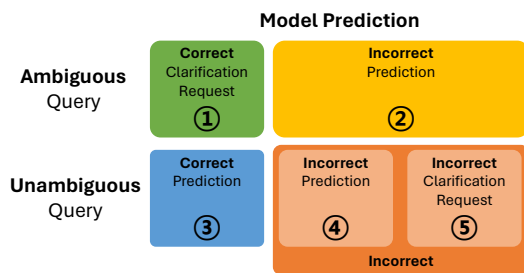 Model Prediction
Ambiguous
Query
Correct
Clarification
Request
①
Incorrect
Prediction
②
Unambiguous
Query
Correct
Prediction
③
Incorrect
Prediction
④
Incorrect
Clarification
Request
⑤
Incorrect